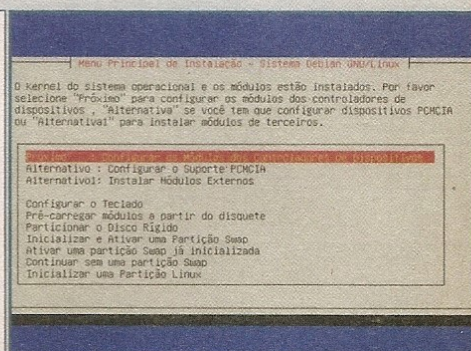 Menu Principal de Instalação - Sistema Debian GNU/Linux
O kernel do sistema operacional e os módulos estão instalados. Por favor
selecione "Próximo" para configurar os módulos dos controladores de
dispositivos , "Alternativa" se você tem que configurar dispositivos PCMCIA
ou "Alternativa1" para instalar módulos de terceiros.
Próximo : Configurar os Módulos dos Controladores de Dispositivos
Alternativo : Configurar o Suporte PCMCIA
Alternativo1: Instalar Módulos Externos
Configurar o Teclado
Pré-carregar módulos a partir do disquete
Particionar o Disco Rígido
Inicializar e Ativar uma Partição Swap
Ativar uma partição Swap já inicializada
Continuar sem uma partição Swap
Inicializar uma Partição Linux